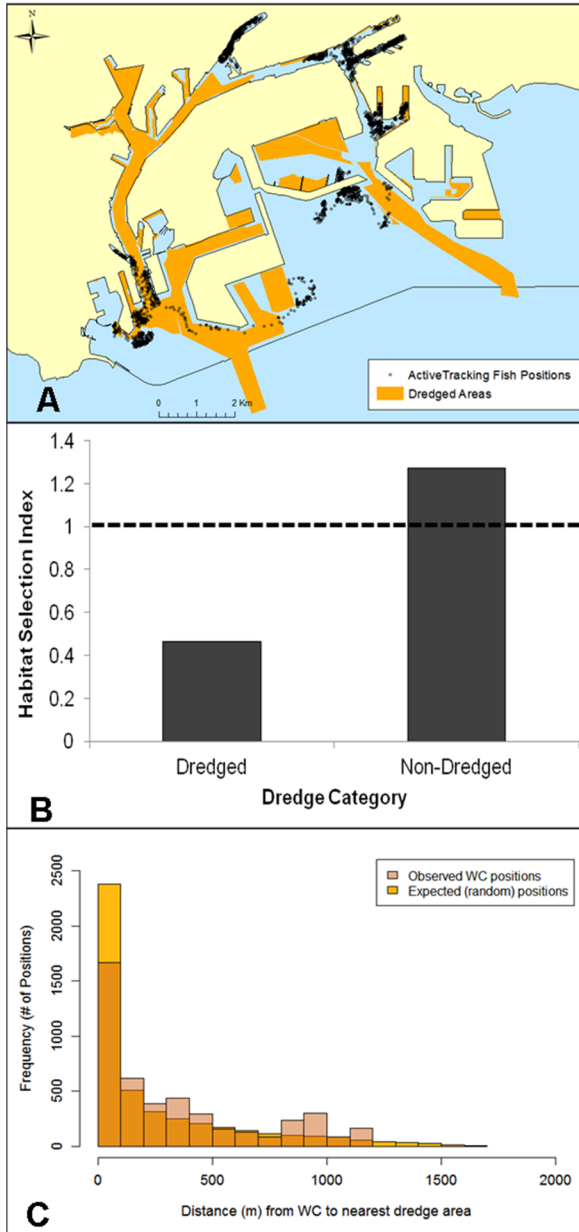 N
ActiveTracking Fish Positions
Dredged Areas
0 1 2 Km
A
Habitat Selection Index
1.4
1.2
1
0.8
0.6
0.4
0.2
0
Dredged Non-Dredged
Dredge Category
B
Observed WC positions
Expected (random) positions
Frequency (# of Positions)
2500
2000
1500
1000
500
0
0 500 1000 1500 2000
Distance (m) from WC to nearest dredge area
C